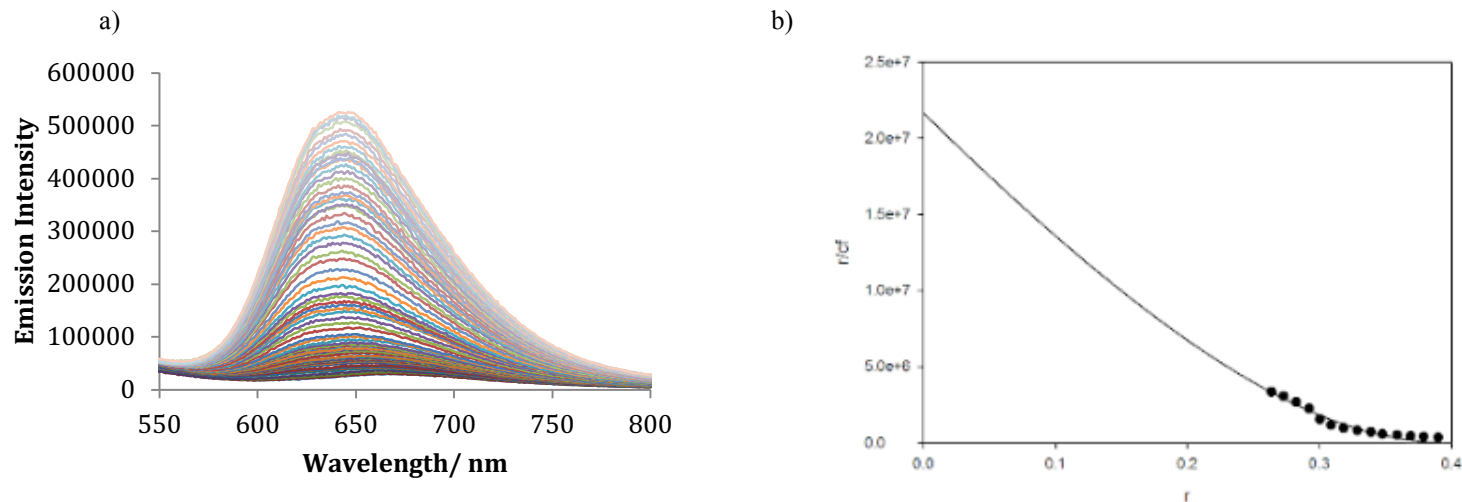 a)
600000
500000
400000
300000
200000
100000
0
Emission Intensity
550 600 650 700 750 800
Wavelength/ nm
b)
2.5e+7
2.0e+7
1.5e+7
1.0e+7
5.0e+6
0.0
r/cf
0.0 0.1 0.2 0.3 0.4
r